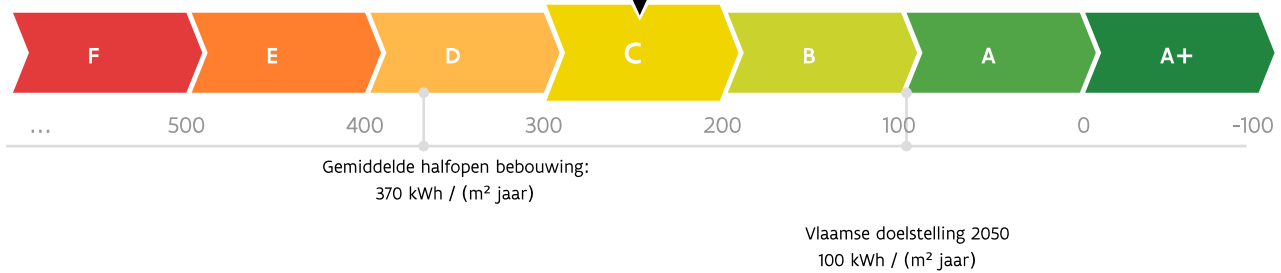 F E D C B A A+
... 500 400 300 200 100 0 -100
Gemiddelde halfopen bebouwing:
370 kWh / (m² jaar)
Vlaamse doelstelling 2050
100 kWh / (m² jaar)